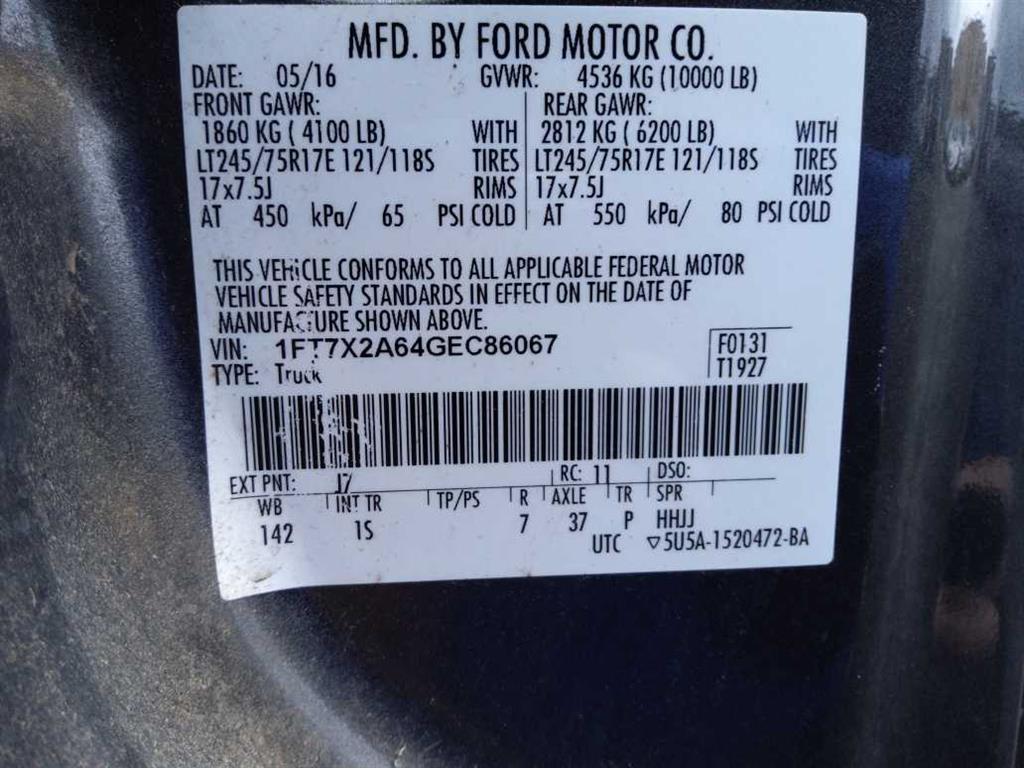 MFD. BY FORD MOTOR CO.
DATE: 05/16 GVWR: 4536 KG (10000 LB)
FRONT GAWR: REAR GAWR:
1860 KG ( 4100 LB) WITH 2812 KG ( 6200 LB) WITH
LT245/75R17E 121/118S TIRES LT245/75R17E 121/118S TIRES
17x7.5J RIMS 17x7.5J RIMS
AT 450 kPa/ 65 PSI COLD AT 550 kPa/ 80 PSI COLD
THIS VEHICLE CONFORMS TO ALL APPLICABLE FEDERAL MOTOR
VEHICLE SAFETY STANDARDS IN EFFECT ON THE DATE OF
MANUFACTURE SHOWN ABOVE.
VIN: 1FT7X2A64GEC86067 F0131
TYPE: Truck T1927
EXT PNT: J7 RC: 11 DSO:
WB INT TR TP/PS R AXLE TR SPR
142 1S 7 37 P HHJJ
UTC ▽5U5A-1520472-BA